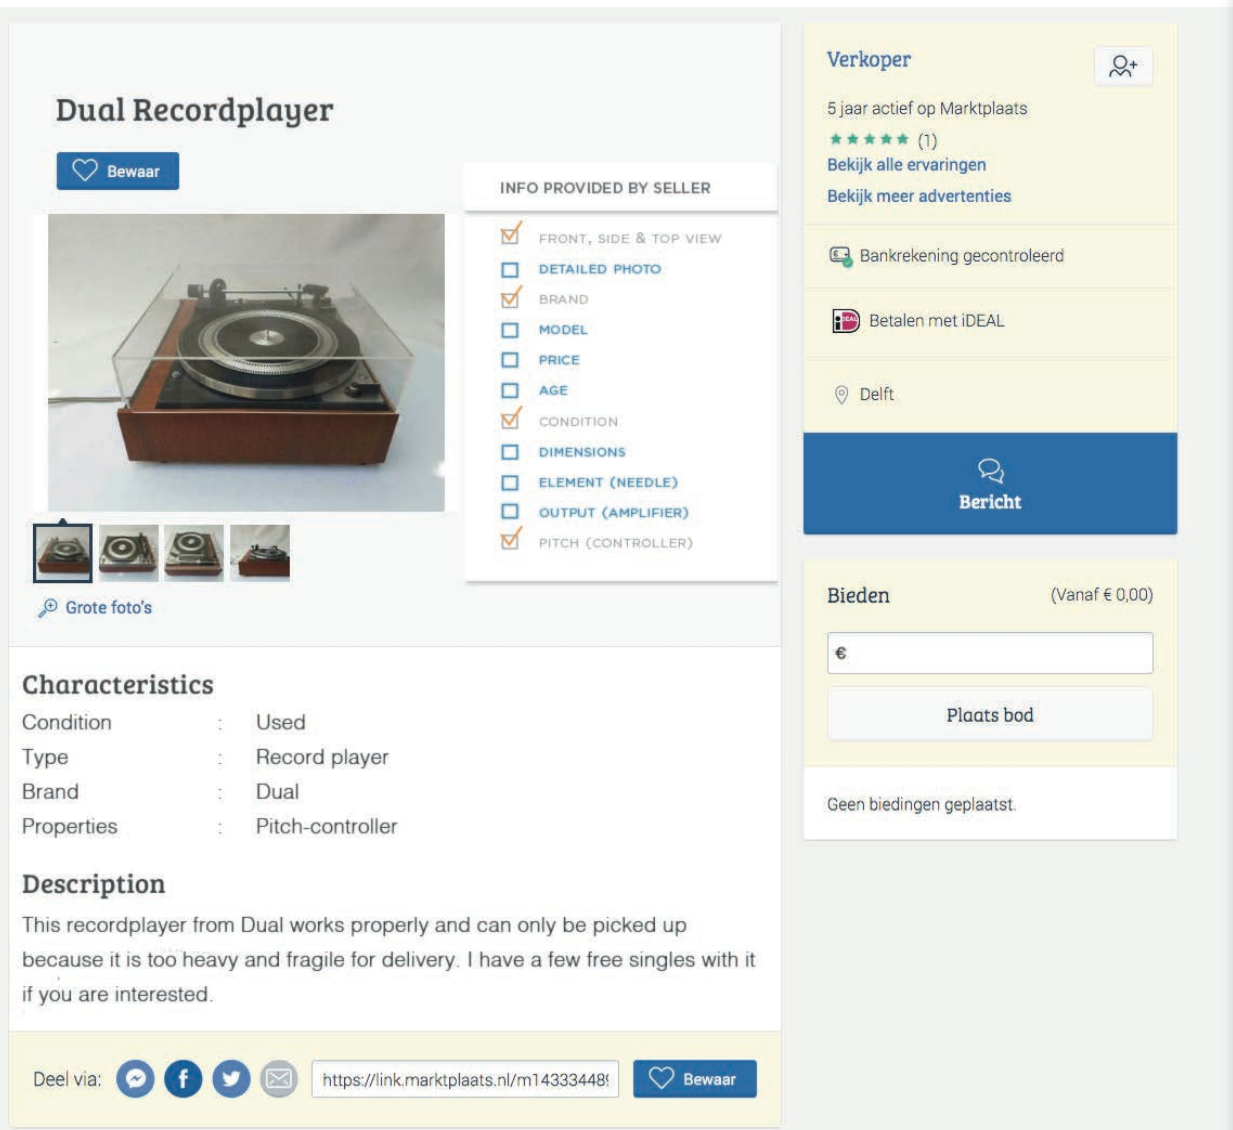 Dual Recordplayer
Bewaar
INFO PROVIDED BY SELLER
FRONT, SIDE & TOP VIEW
DETAILED PHOTO
BRAND
MODEL
PRICE
AGE
CONDITION
DIMENSIONS
ELEMENT (NEEDLE)
OUTPUT (AMPLIFIER)
PITCH (CONTROLLER)
Grote foto's
Characteristics
Condition : Used
Type : Record player
Brand : Dual
Properties : Pitch-controller
Description
This recordplayer from Dual works properly and can only be picked up
because it is too heavy and fragile for delivery. I have a few free singles with it
if you are interested.
Deel via:
https://link.marktplaats.nl/m14333448
Bewaar
Verkoper
5 jaar actief op Marktplaats
(1)
Bekijk alle ervaringen
Bekijk meer advertenties
Bankrekening gecontroleerd
iDEAL
Betalen met iDEAL
Delft
Bericht
Bieden (Vanaf € 0,00)
€
Plaats bod
Geen biedingen geplaatst.